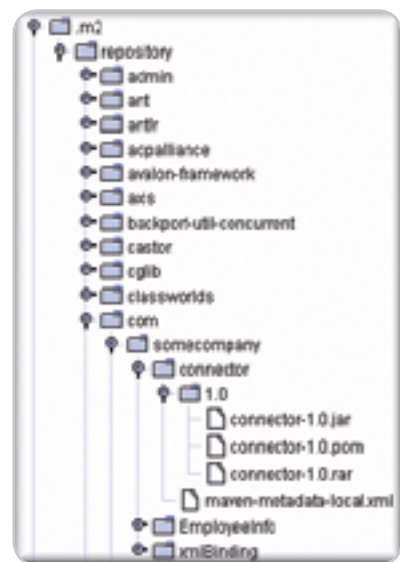 .m2
repository
admin
ant
antlr
aopalliance
avalon-framework
axis
backport-util-concurrent
castor
cglib
classworlds
com
somecompany
connector
1.0
connector-1.0.jar
connector-1.0.pom
connector-1.0.rar
maven-metadata-local.xml
EmployeeInfo
xmlBinding